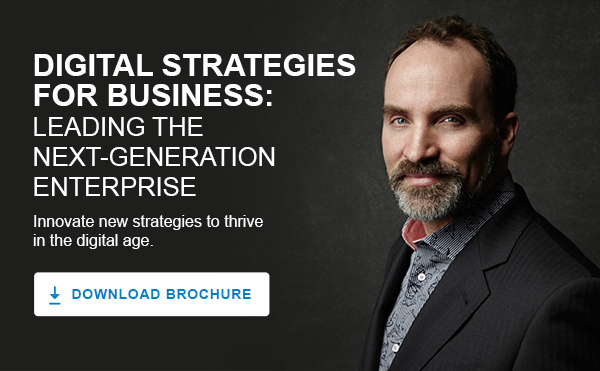 DIGITAL STRATEGIES
FOR BUSINESS:
LEADING THE
NEXT-GENERATION
ENTERPRISE
Innovate new strategies to thrive
in the digital age.
DOWNLOAD BROCHURE